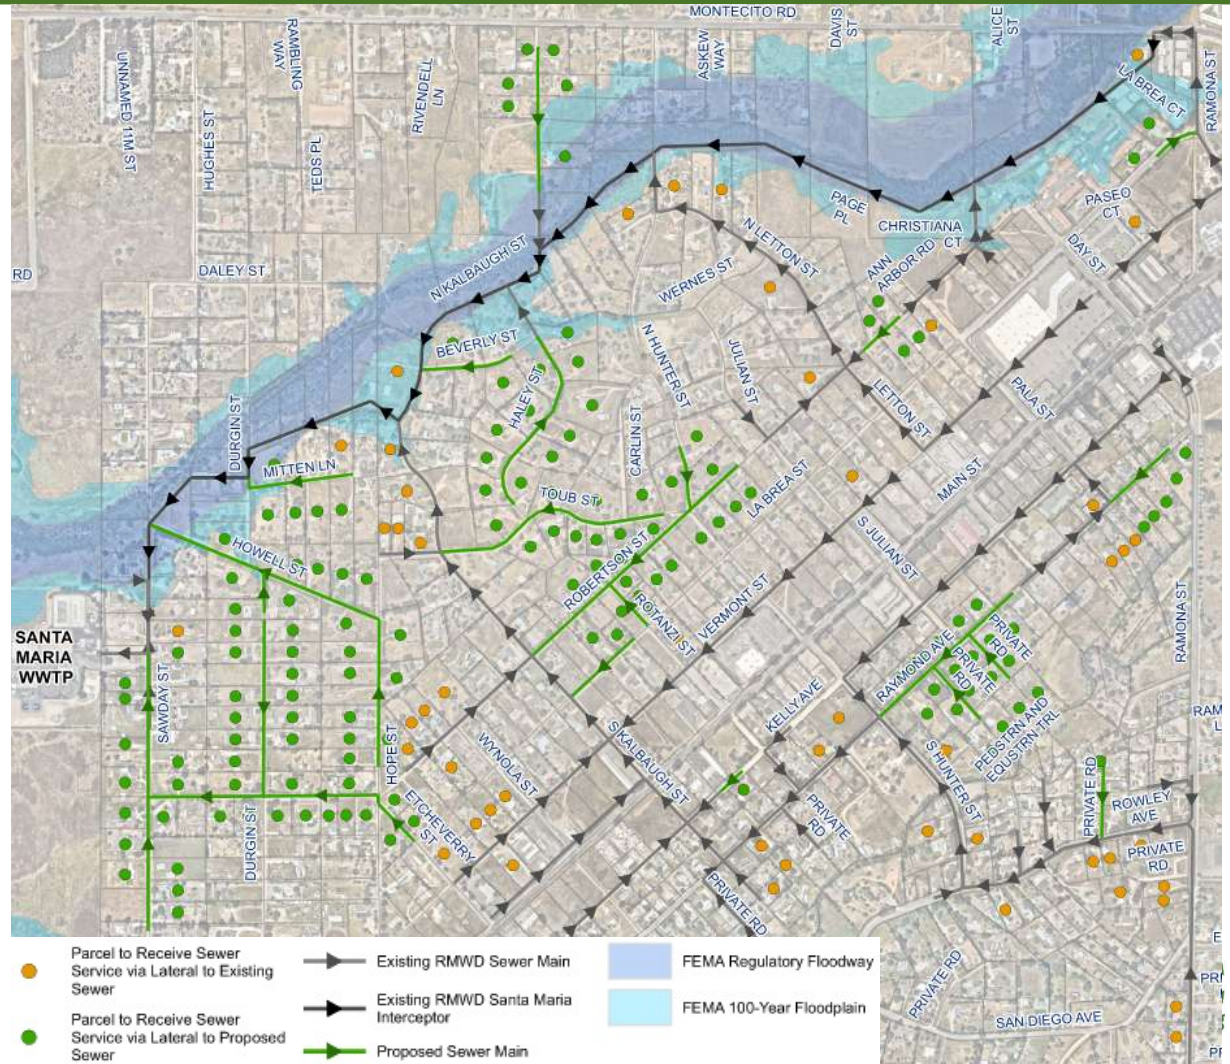 MONTECITO RD
UNNAMED 11M ST
RAMBLING
WAY
RIVENDELL
LN
ASKEW
WAY
DAVIS
ST
ALICE
ST
LA BREA CT
RAMONA ST
HUGHES ST
TEDS PL
PAGE
PL
PASEO
CT
CHRISTIANA
CT
RD
DALEY ST
N KALBAUGH ST
WERNES ST
N LETTON ST
ANN
ARBOR RD
DAY ST
BEVERLY ST
HALEY ST
N HUNTER ST
JULIAN ST
LETTON ST
PALA ST
DURGIN ST
MITTEN LN
CARLIN ST
TOUB ST
LA BREA ST
MAIN ST
S JULIAN ST
HOWELL ST
ROBERTSON ST
ROTANZI ST
VERMONT ST
RAMONA ST
SANTA
MARIA
WWTP
SAWDAY ST
HOPE ST
WYNOLA ST
S KALBAUGH ST
KELLY AVE
RAYMOND AVE
PRIVATE
RD
PRIVATE
RD
PEDSTRN AND
EQUSTRN TRL
S HUNTER ST
RAM
L
DURGIN ST
ETCHEVERRY
ST
PRIVATE
RD
PRIVATE RD
ROWLEY
AVE
PRIVATE
RD
PRIVATE RD
PRIVATE RD
SAN DIEGO AVE
E
PRI
PF
Parcel to Receive Sewer
Service via Lateral to Existing
Sewer
Parcel to Receive Sewer
Service via Lateral to Proposed
Sewer
Existing RMWD Sewer Main
Existing RMWD Santa Maria
Interceptor
Proposed Sewer Main
FEMA Regulatory Floodway
FEMA 100-Year Floodplain